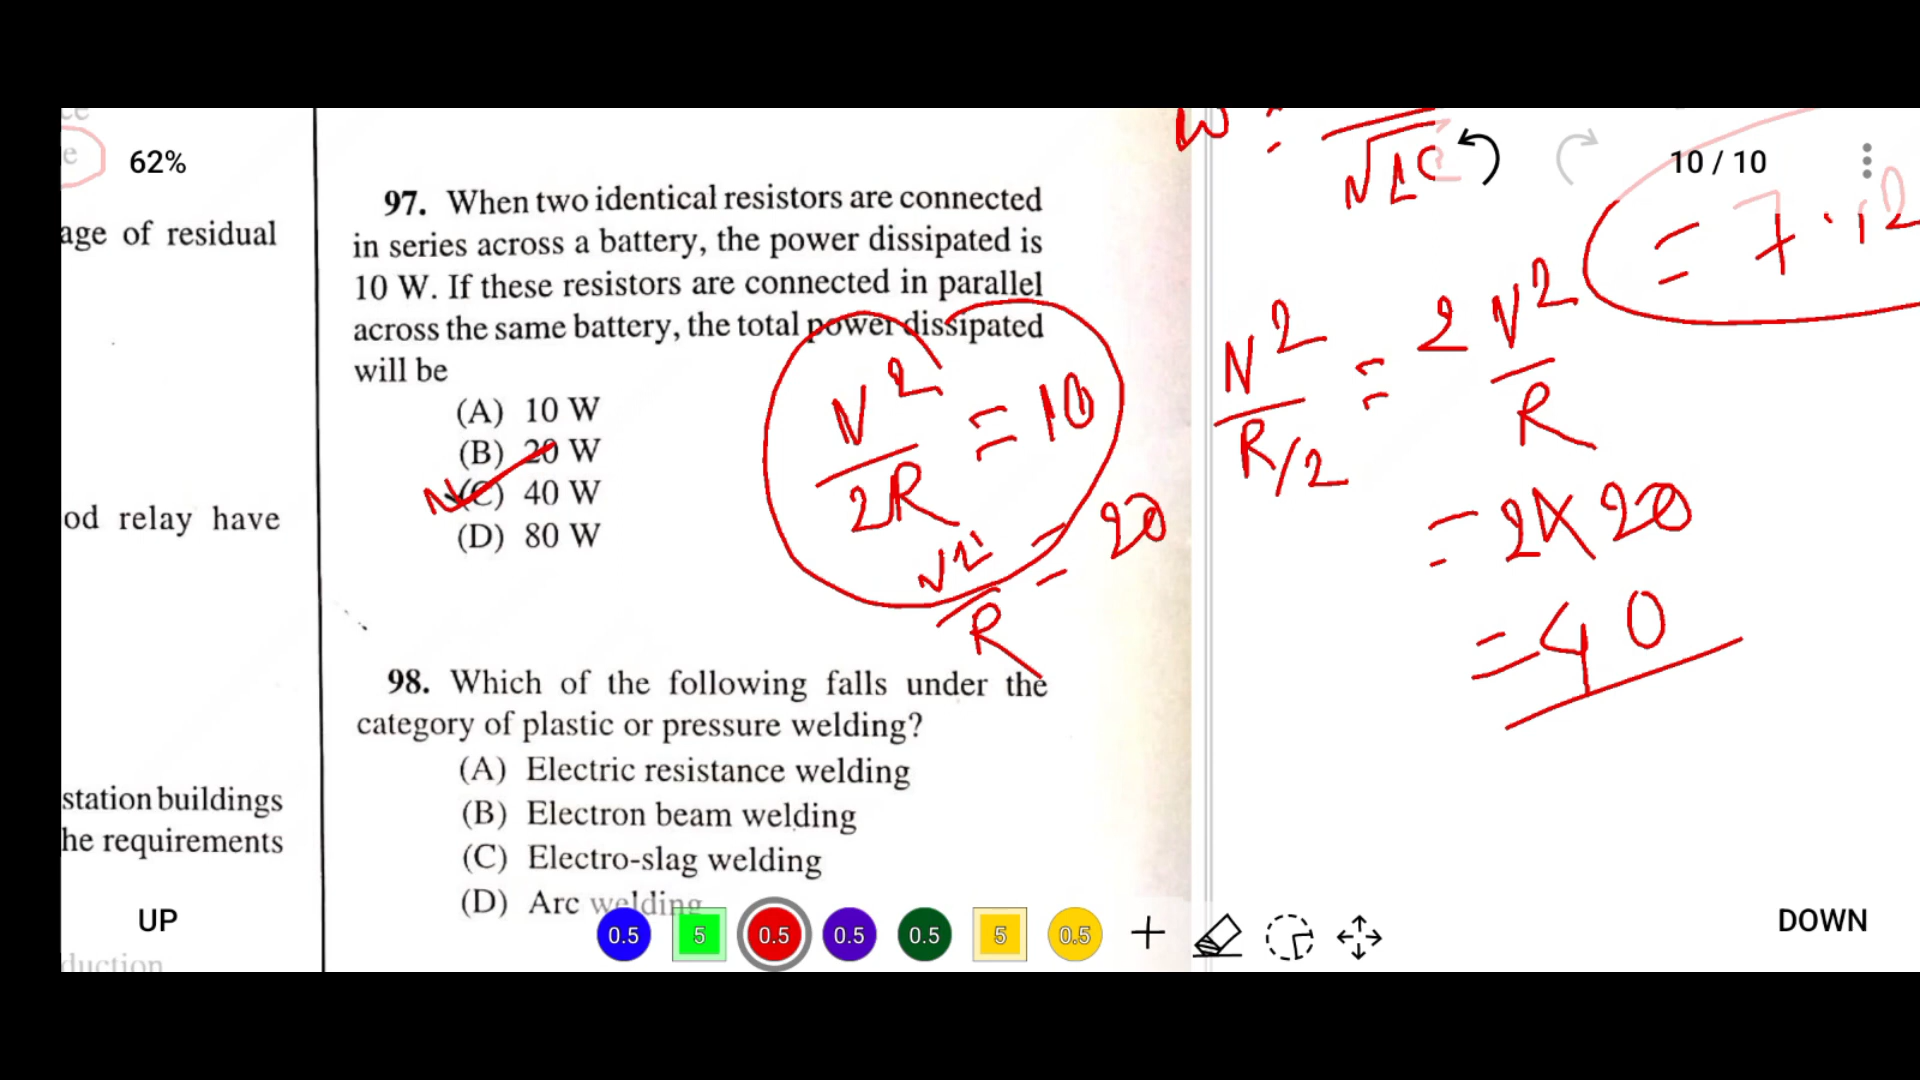 62%
10 / 10
age of residual
od relay have
station buildings
he requirements
UP
duction
97. When two identical resistors are connected
in series across a battery, the power dissipated is
10 W. If these resistors are connected in parallel
across the same battery, the total power dissipated
will be
(A) 10 W
(B) 20 W
(C) 40 W
(D) 80 W
98. Which of the following falls under the
category of plastic or pressure welding?
(A) Electric resistance welding
(B) Electron beam welding
(C) Electro-slag welding
(D) Arc welding
V² / 2R = 10
V² / R = 20
= 7.12
V² / R/2 = 2V² / R
= 2 x 20
= 40
0.5 5 0.5 0.5 0.5 5 0.5 +
DOWN